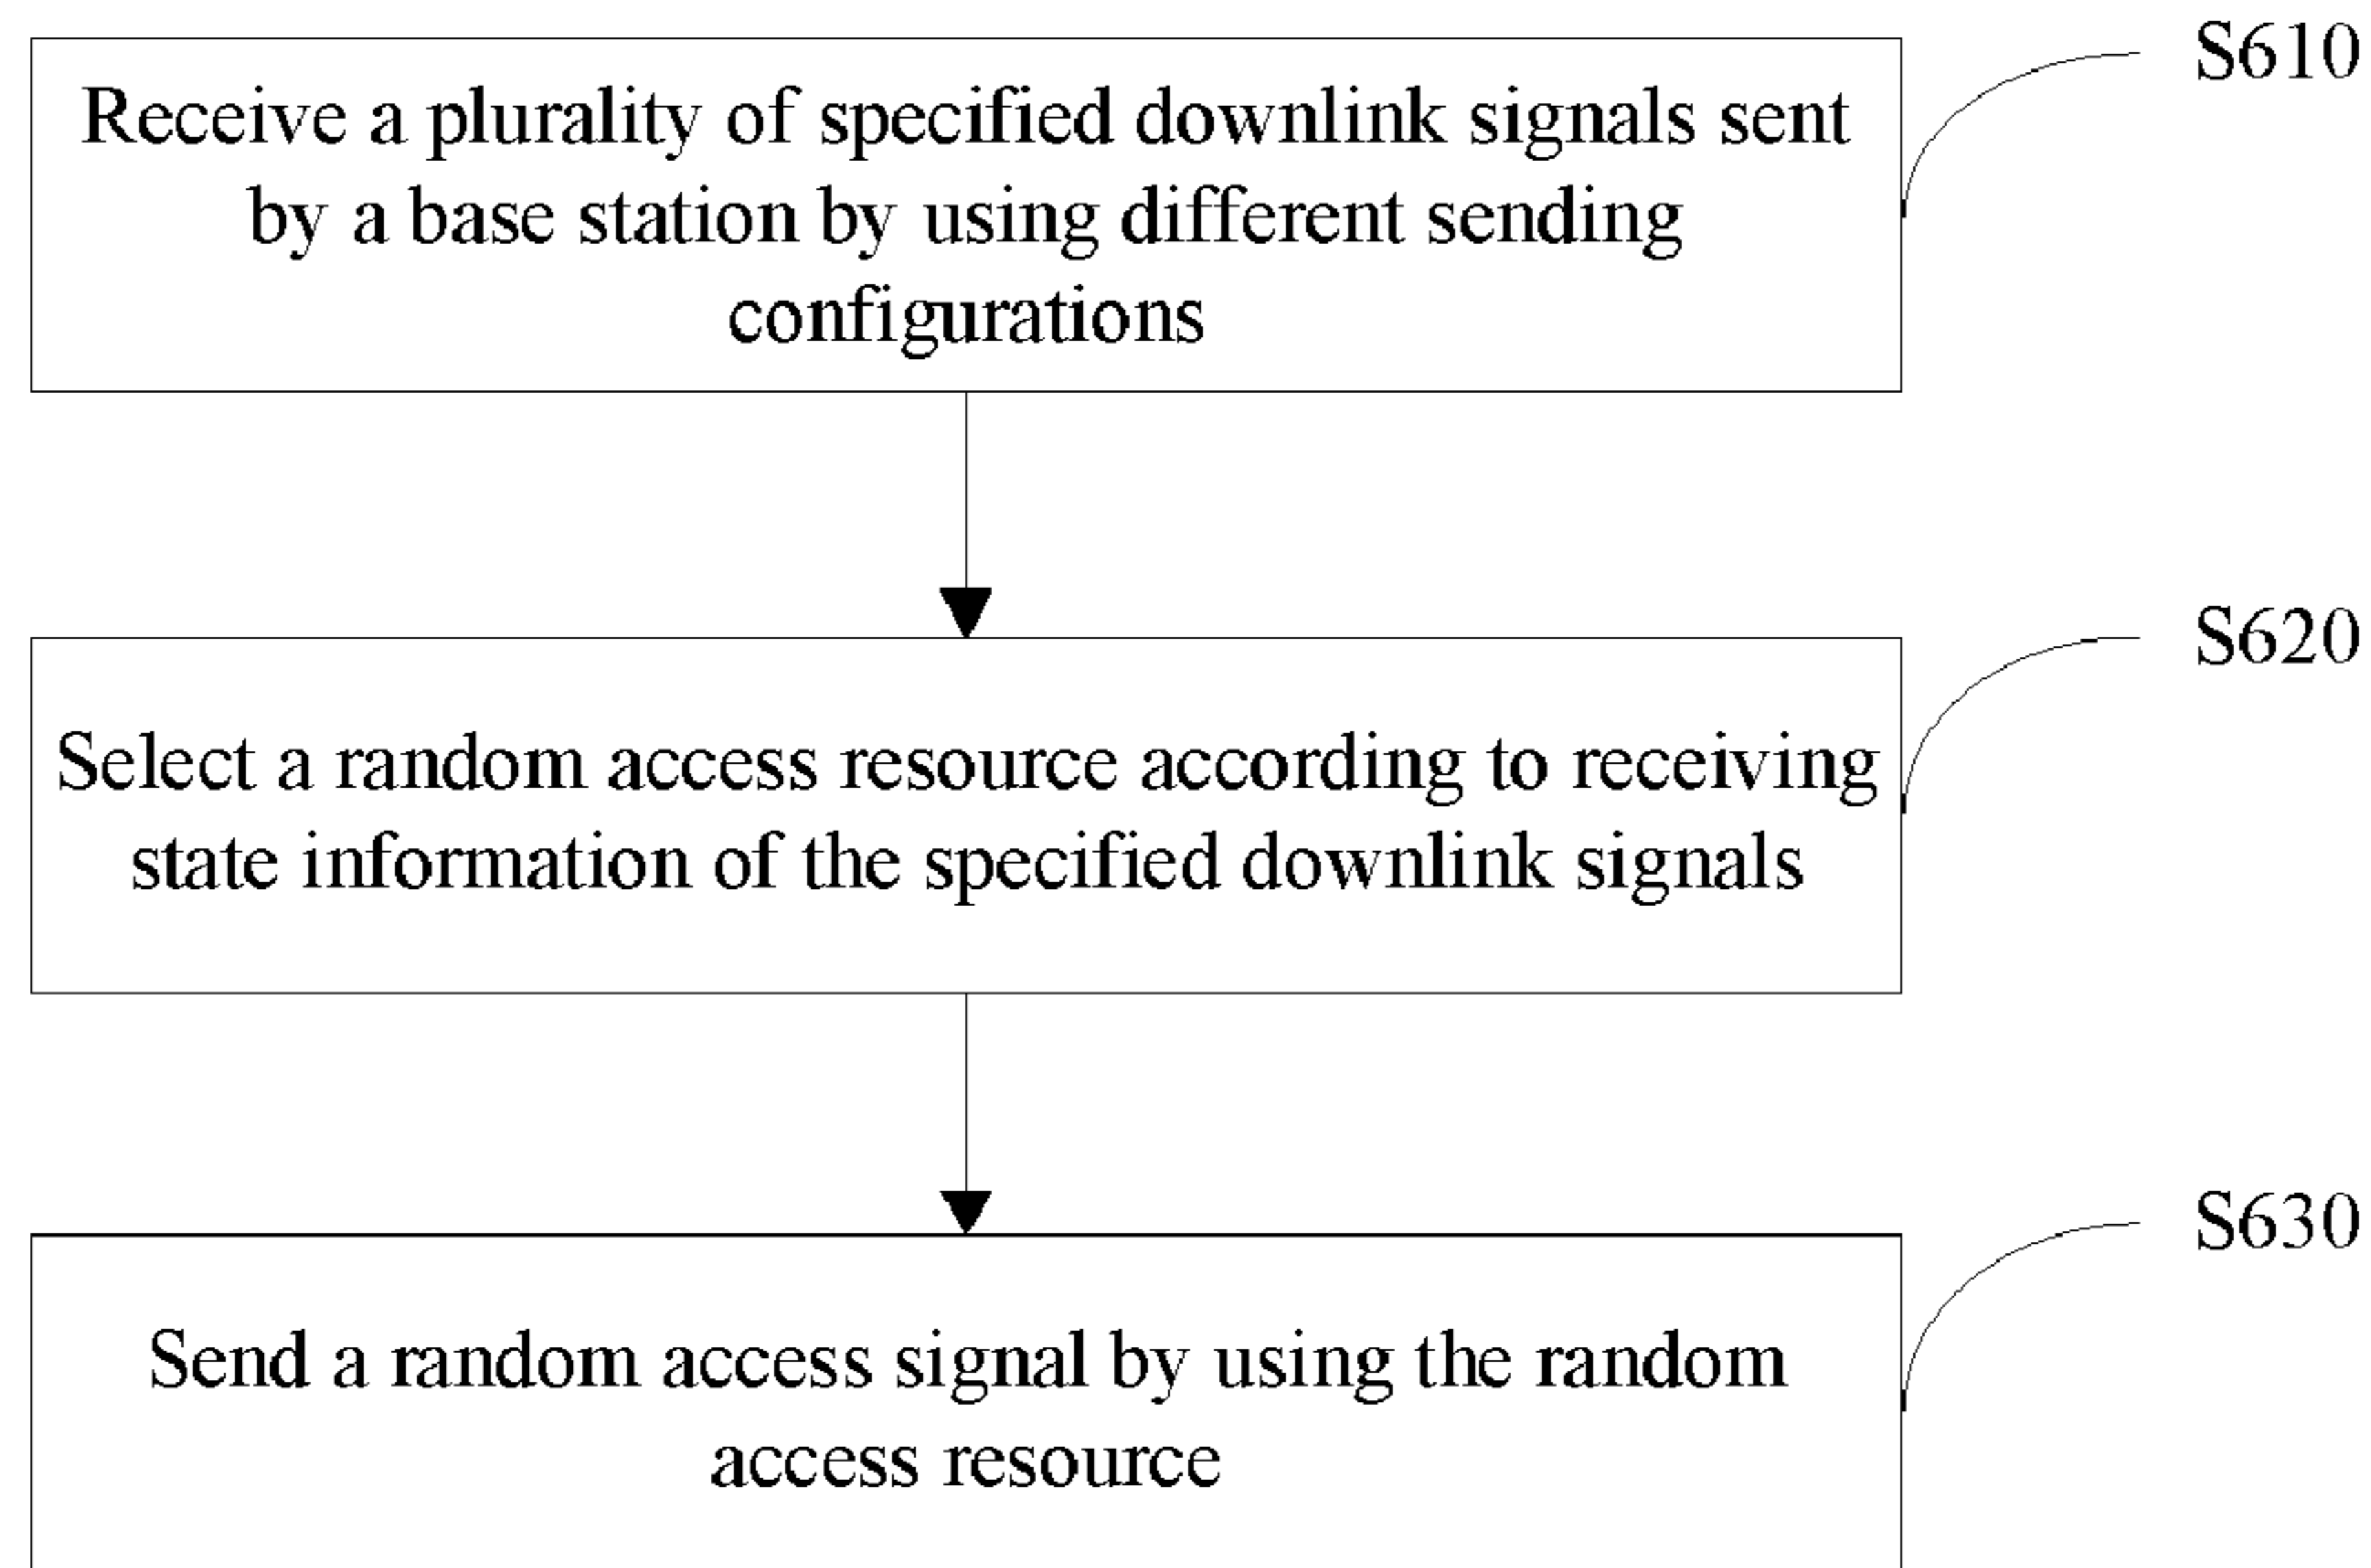 S610
Receive a plurality of specified downlink signals sent
by a base station by using different sending
configurations
S620
Select a random access resource according to receiving
state information of the specified downlink signals
S630
Send a random access signal by using the random
access resource